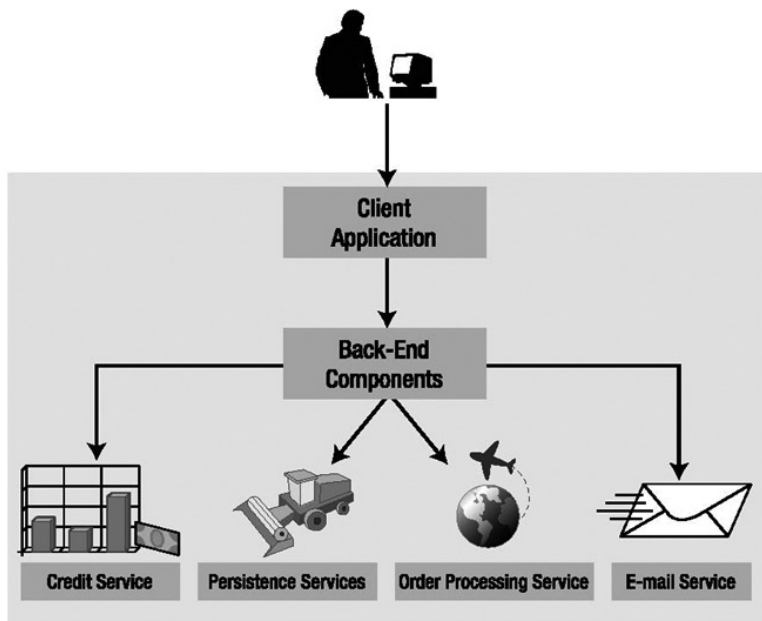 Client
Application
Back-End
Components
Credit Service
Persistence Services
Order Processing Service
E-mail Service